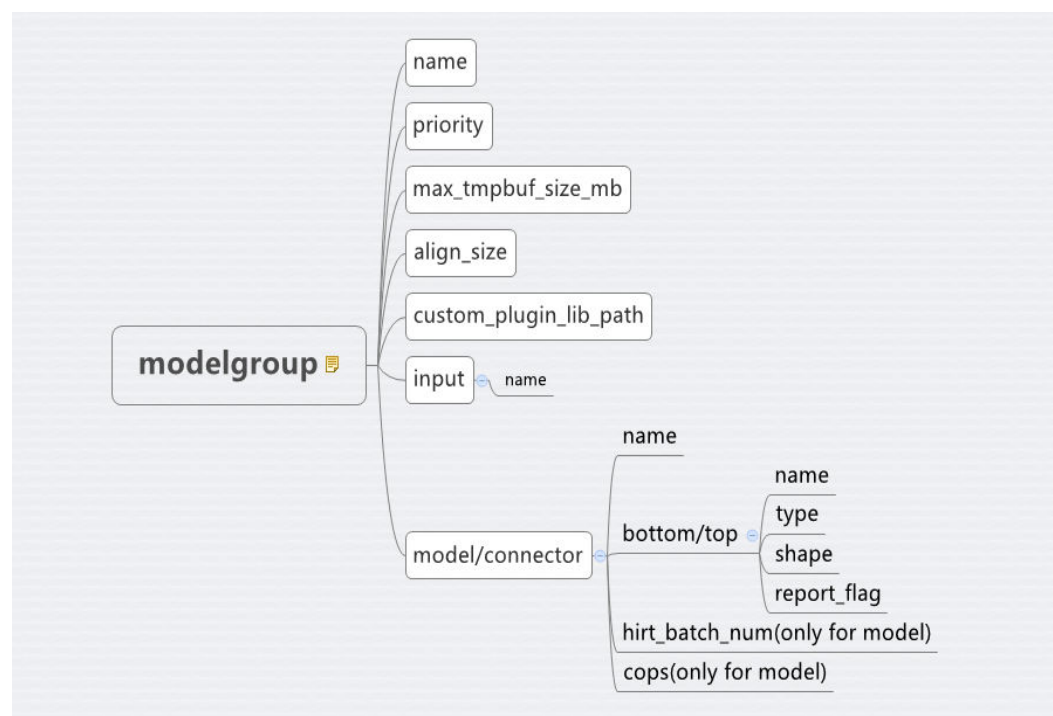 name
priority
max_tmpbuf_size_mb
align_size
custom_plugin_lib_path
modelgroup
input
name
model/connector
name
bottom/top
name
type
shape
report_flag
hirt_batch_num(only for model)
cops(only for model)